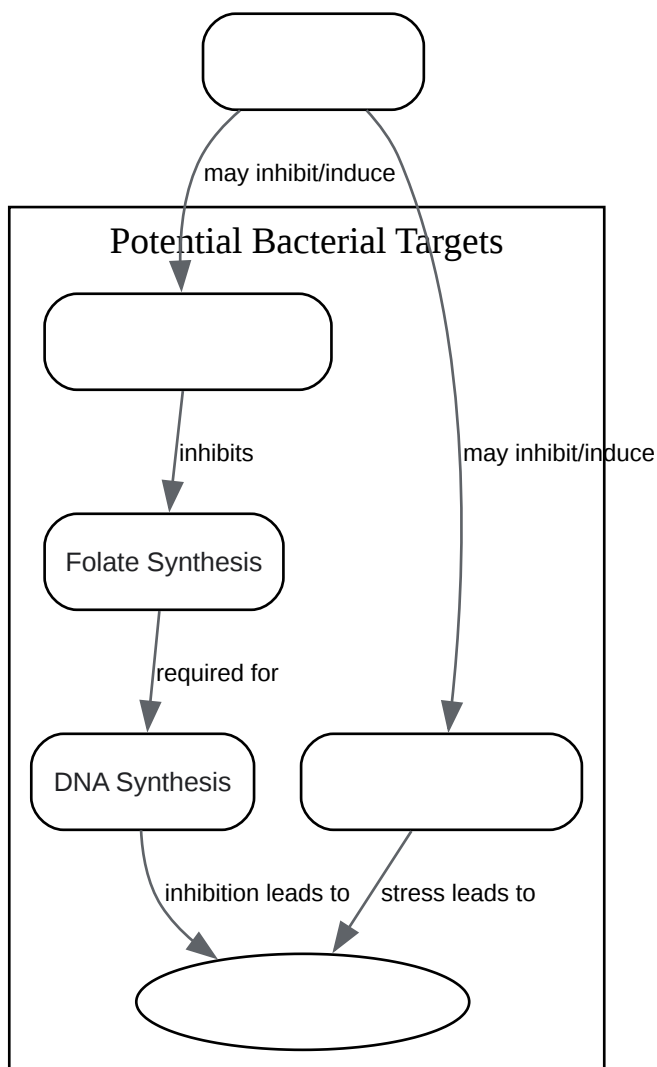 may inhibit/induce
Potential Bacterial Targets
inhibits
may inhibit/induce
Folate Synthesis
required for
DNA Synthesis
inhibition leads to
stress leads to